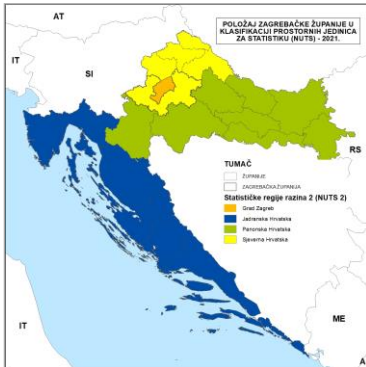 AT
POLOŽAJ ZAGREBAČKE ŽUPANIJE U
KLASIFIKACIJI PROSTORNIH JEDINICA
ZA STATISTIKU (NUTS) - 2021.
IT
SI
RS
TUMAČ
ŽUPANIJE
ZAGREBAČKA ŽUPANIJA
Statističke regije razina 2 (NUTS 2)
Grad Zagreb
Jadranska Hrvatska
Panonska Hrvatska
Sjeverna Hrvatska
IT
ME
A